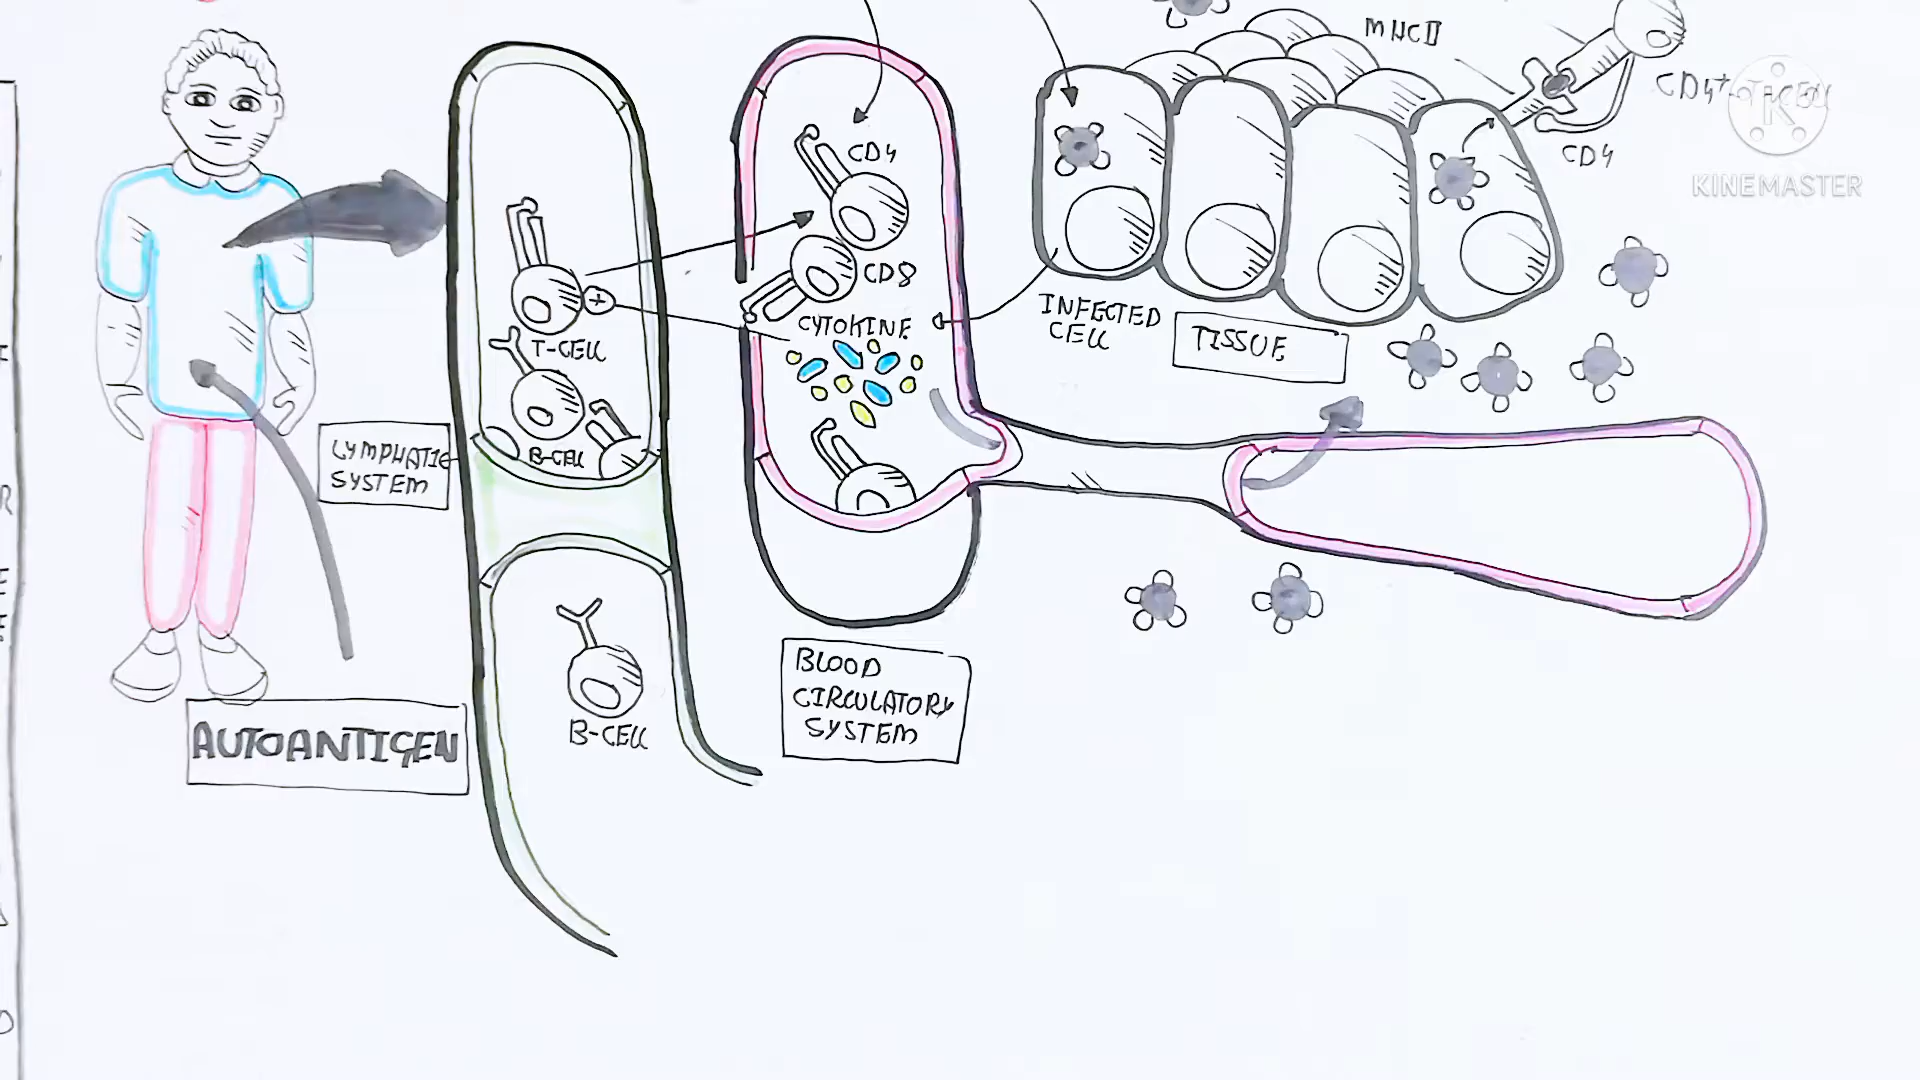 MHC II
CD4+ T-CELL
CD4
KINEMASTER
CD4
CD8
CYTOKINE
T-CELL
B-CELL
INFECTED
CELL
TISSUE
LYMPHATIC
SYSTEM
B-CELL
BLOOD
CIRCULATORY
SYSTEM
AUTOANTIGEN